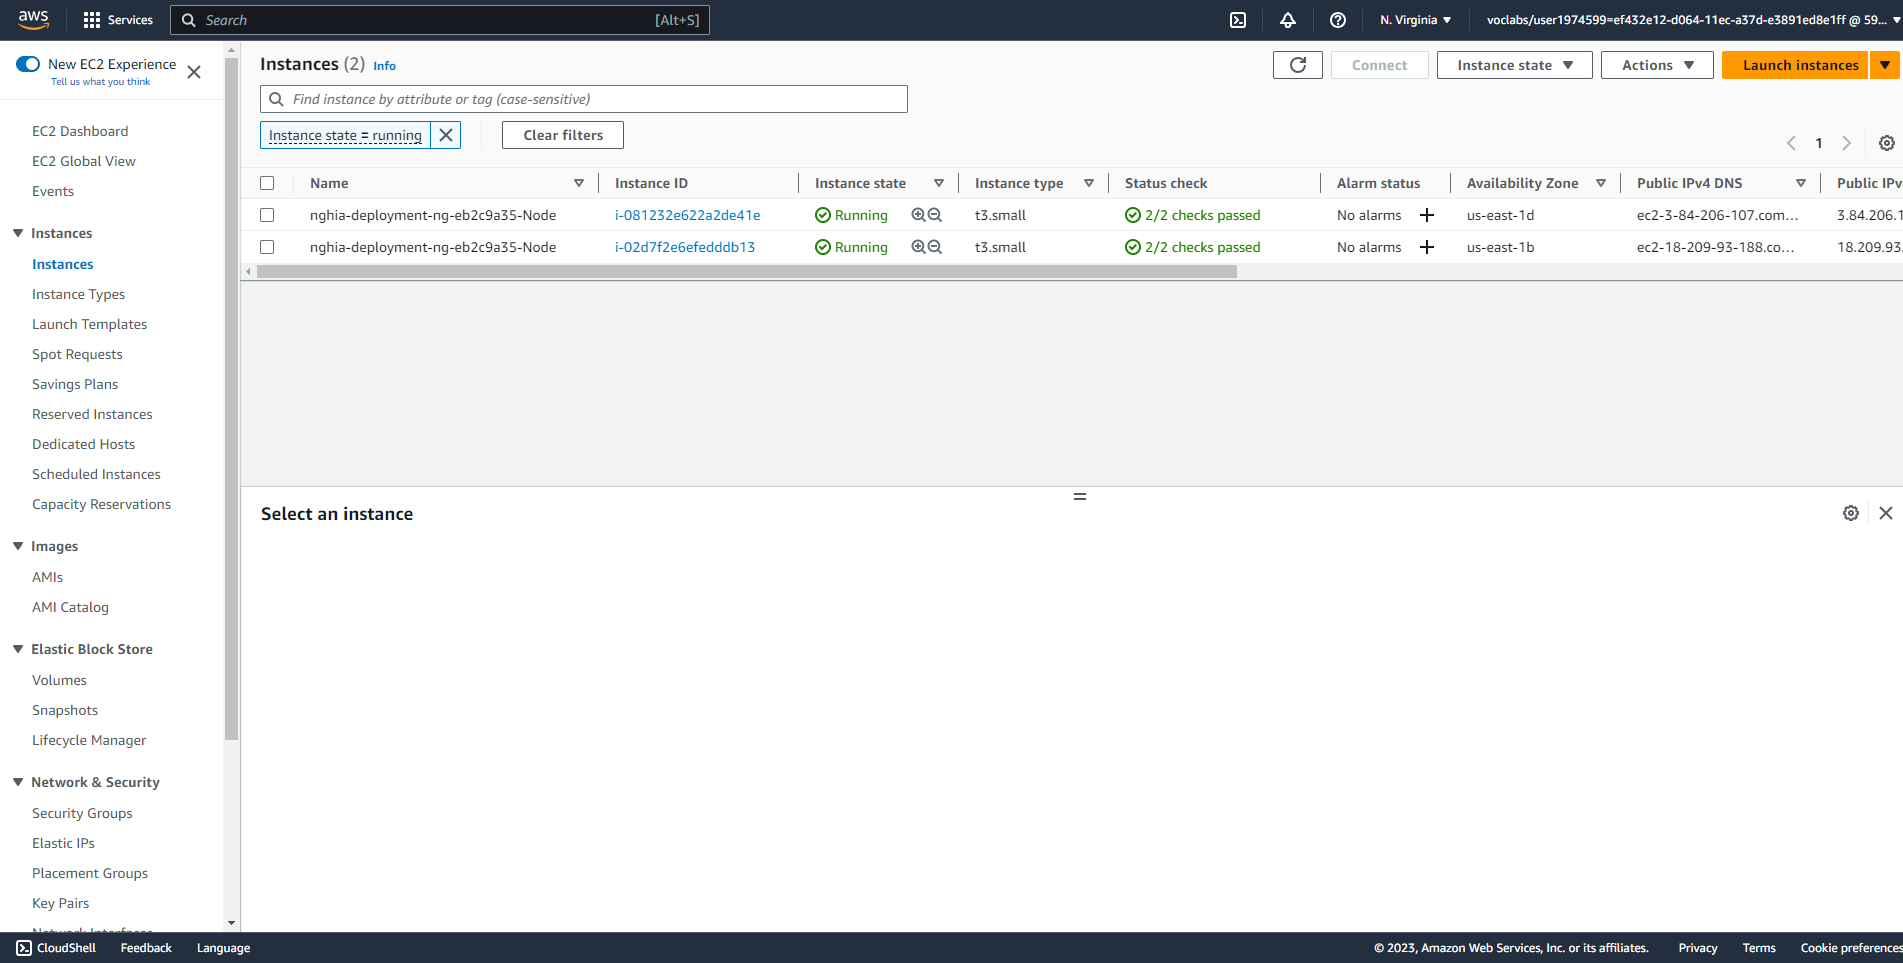 aws
Services
Search
[Alt+S]
N. Virginia
voclabs/user1974599=ef432e12-d064-11ec-a37d-e3891ed8e1ff @ 59...
New EC2 Experience
Tell us what you think
EC2 Dashboard
EC2 Global View
Events
Instances
Instances
Instance Types
Launch Templates
Spot Requests
Savings Plans
Reserved Instances
Dedicated Hosts
Scheduled Instances
Capacity Reservations
Images
AMIs
AMI Catalog
Elastic Block Store
Volumes
Snapshots
Lifecycle Manager
Network & Security
Security Groups
Elastic IPs
Placement Groups
Key Pairs
Network Interfaces
Instances (2) Info
Connect
Instance state
Actions
Launch instances
Find instance by attribute or tag (case-sensitive)
Instance state = running
Clear filters
1
Name Instance ID Instance state Instance type Status check Alarm status Availability Zone Public IPv4 DNS Public IPv
nghia-deployment-ng-eb2c9a35-Node i-081232e622a2de41e Running t3.small 2/2 checks passed No alarms + us-east-1d ec2-3-84-206-107.com... 3.84.206.1
nghia-deployment-ng-eb2c9a35-Node i-02d7f2e6efedddb13 Running t3.small 2/2 checks passed No alarms + us-east-1b ec2-18-209-93-188.co... 18.209.93.
Select an instance
CloudShell
Feedback
Language
© 2023, Amazon Web Services, Inc. or its affiliates.
Privacy
Terms
Cookie preferences